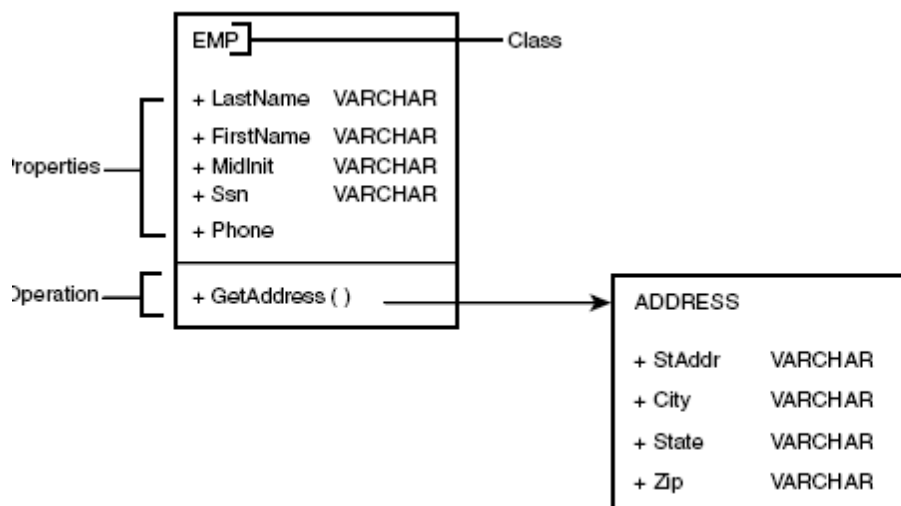 EMP
Class
+ LastName VARCHAR
+ FirstName VARCHAR
Properties
+ MidInit VARCHAR
+ Ssn VARCHAR
+ Phone
Operation
+ GetAddress ( )
ADDRESS
+ StAddr VARCHAR
+ City VARCHAR
+ State VARCHAR
+ Zip VARCHAR